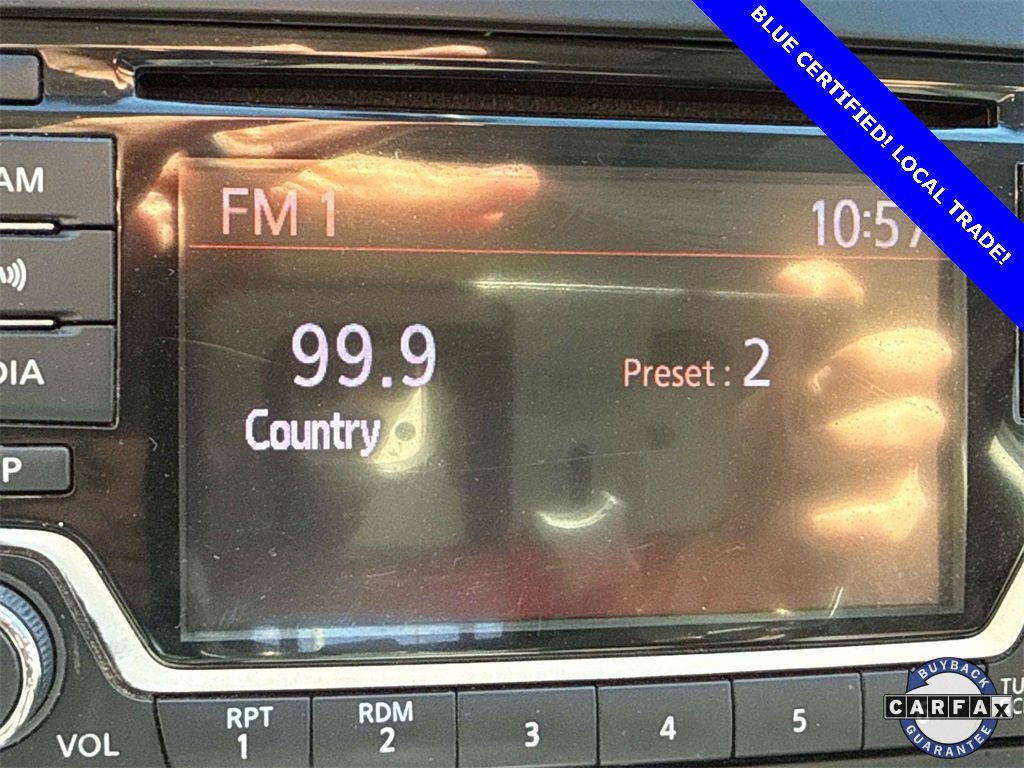 BLUE CERTIFIED! LOCAL TRADE!
AM
FM 1
10:57
DIA
99.9
Preset : 2
Country
P
VOL
RPT
1
RDM
2
3
4
5
TU
C
BUYBACK
CARFAX
GUARANTEE